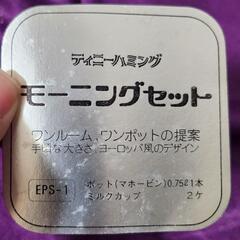 ティニーハミング
モーニングセット
ワンルーム、ワンポットの提案
手頃な大きさ、ヨーロッパ風のデザイン
EPS-1
ポット(マホービン)0.75ℓ1本
ミルクカップ 2ケ